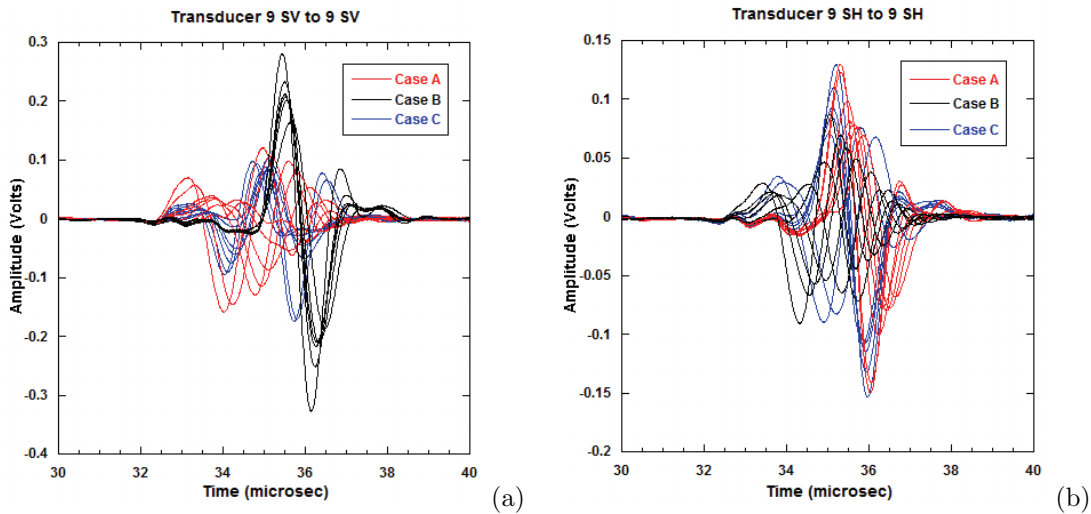 Transducer 9 SV to 9 SV
0.3
0.2
0.1
0
-0.1
-0.2
-0.3
-0.4
Amplitude (Volts)
Case A
Case B
Case C
30 32 34 36 38 40
Time (microsec)
(a)
Transducer 9 SH to 9 SH
0.15
0.1
0.05
0
-0.05
-0.1
-0.15
-0.2
Amplitude (Volts)
Case A
Case B
Case C
30 32 34 36 38 40
Time (microsec)
(b)